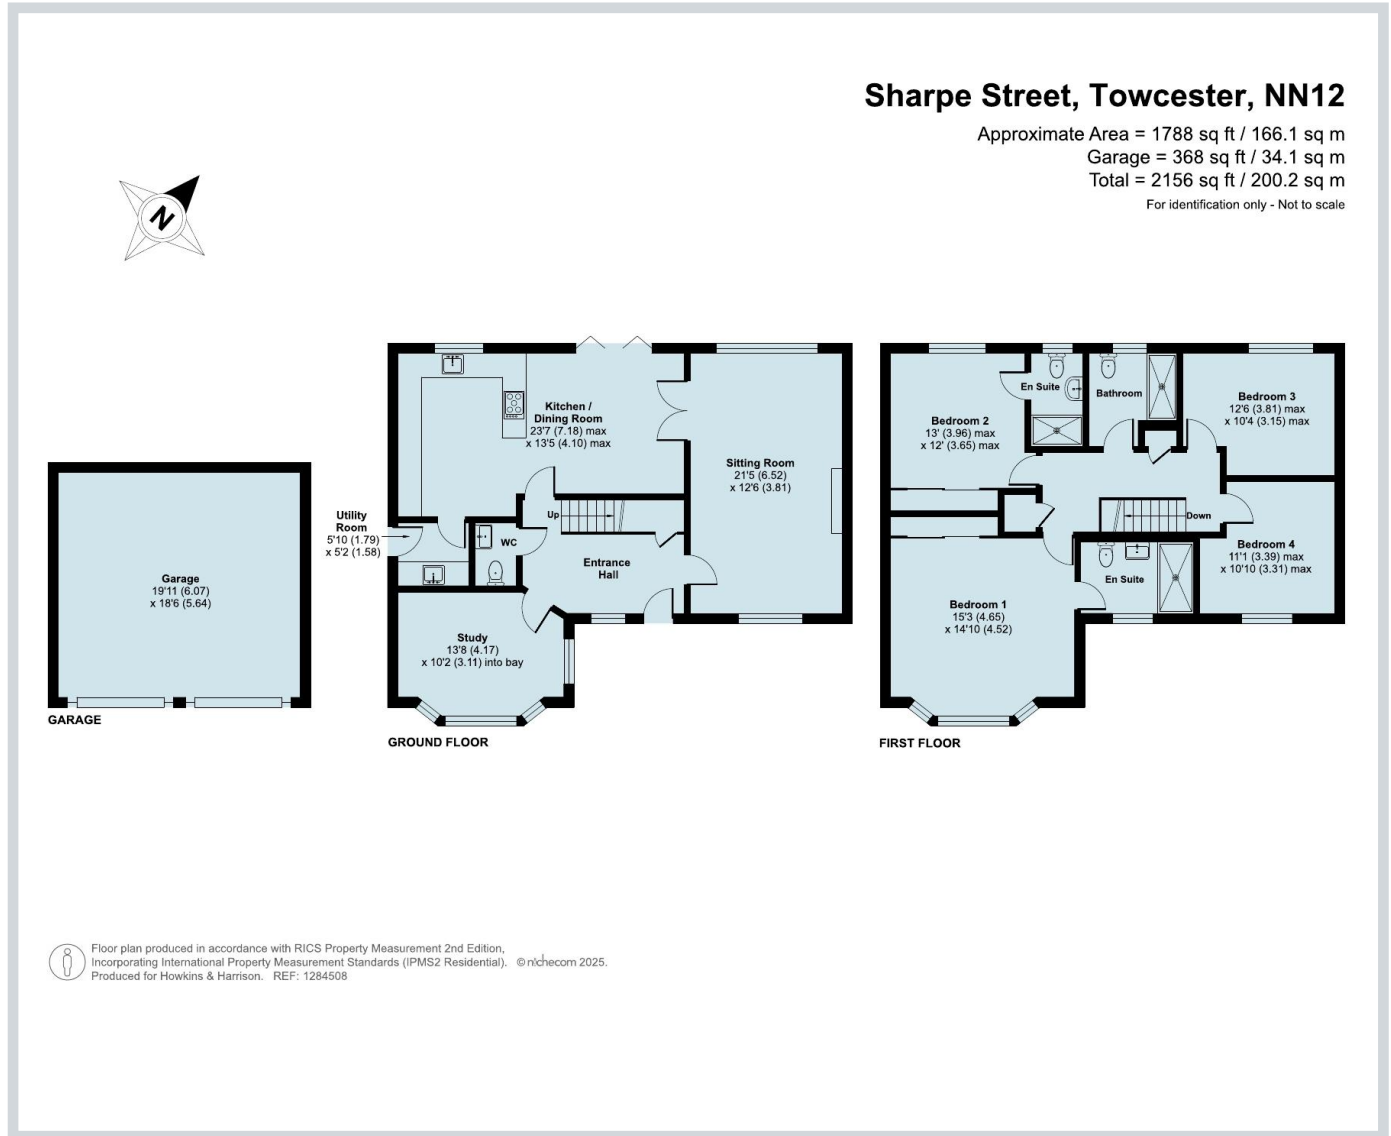 Sharpe Street, Towcester, NN12
Approximate Area = 1788 sq ft / 166.1 sq m
Garage = 368 sq ft / 34.1 sq m
Total = 2156 sq ft / 200.2 sq m
For identification only - Not to scale
N
Garage
19'11 (6.07)
x 18'6 (5.64)
GARAGE
Kitchen /
Dining Room
23'7 (7.18) max
x 13'5 (4.10) max
Sitting Room
21'5 (6.52)
x 12'6 (3.81)
Utility
Room
5'10 (1.79)
x 5'2 (1.58)
Up
WC
Entrance
Hall
Study
13'8 (4.17)
x 10'2 (3.11) into bay
GROUND FLOOR
Bedroom 2
13' (3.96) max
x 12' (3.65) max
En Suite
Bathroom
Bedroom 3
12'6 (3.81) max
x 10'4 (3.15) max
Down
Bedroom 4
11'1 (3.39) max
x 10'10 (3.31) max
En Suite
Bedroom 1
15'3 (4.65)
x 14'10 (4.52)
FIRST FLOOR
Floor plan produced in accordance with RICS Property Measurement 2nd Edition,
Incorporating International Property Measurement Standards (IPMS2 Residential). © nichecom 2025.
Produced for Howkins & Harrison. REF: 1284508